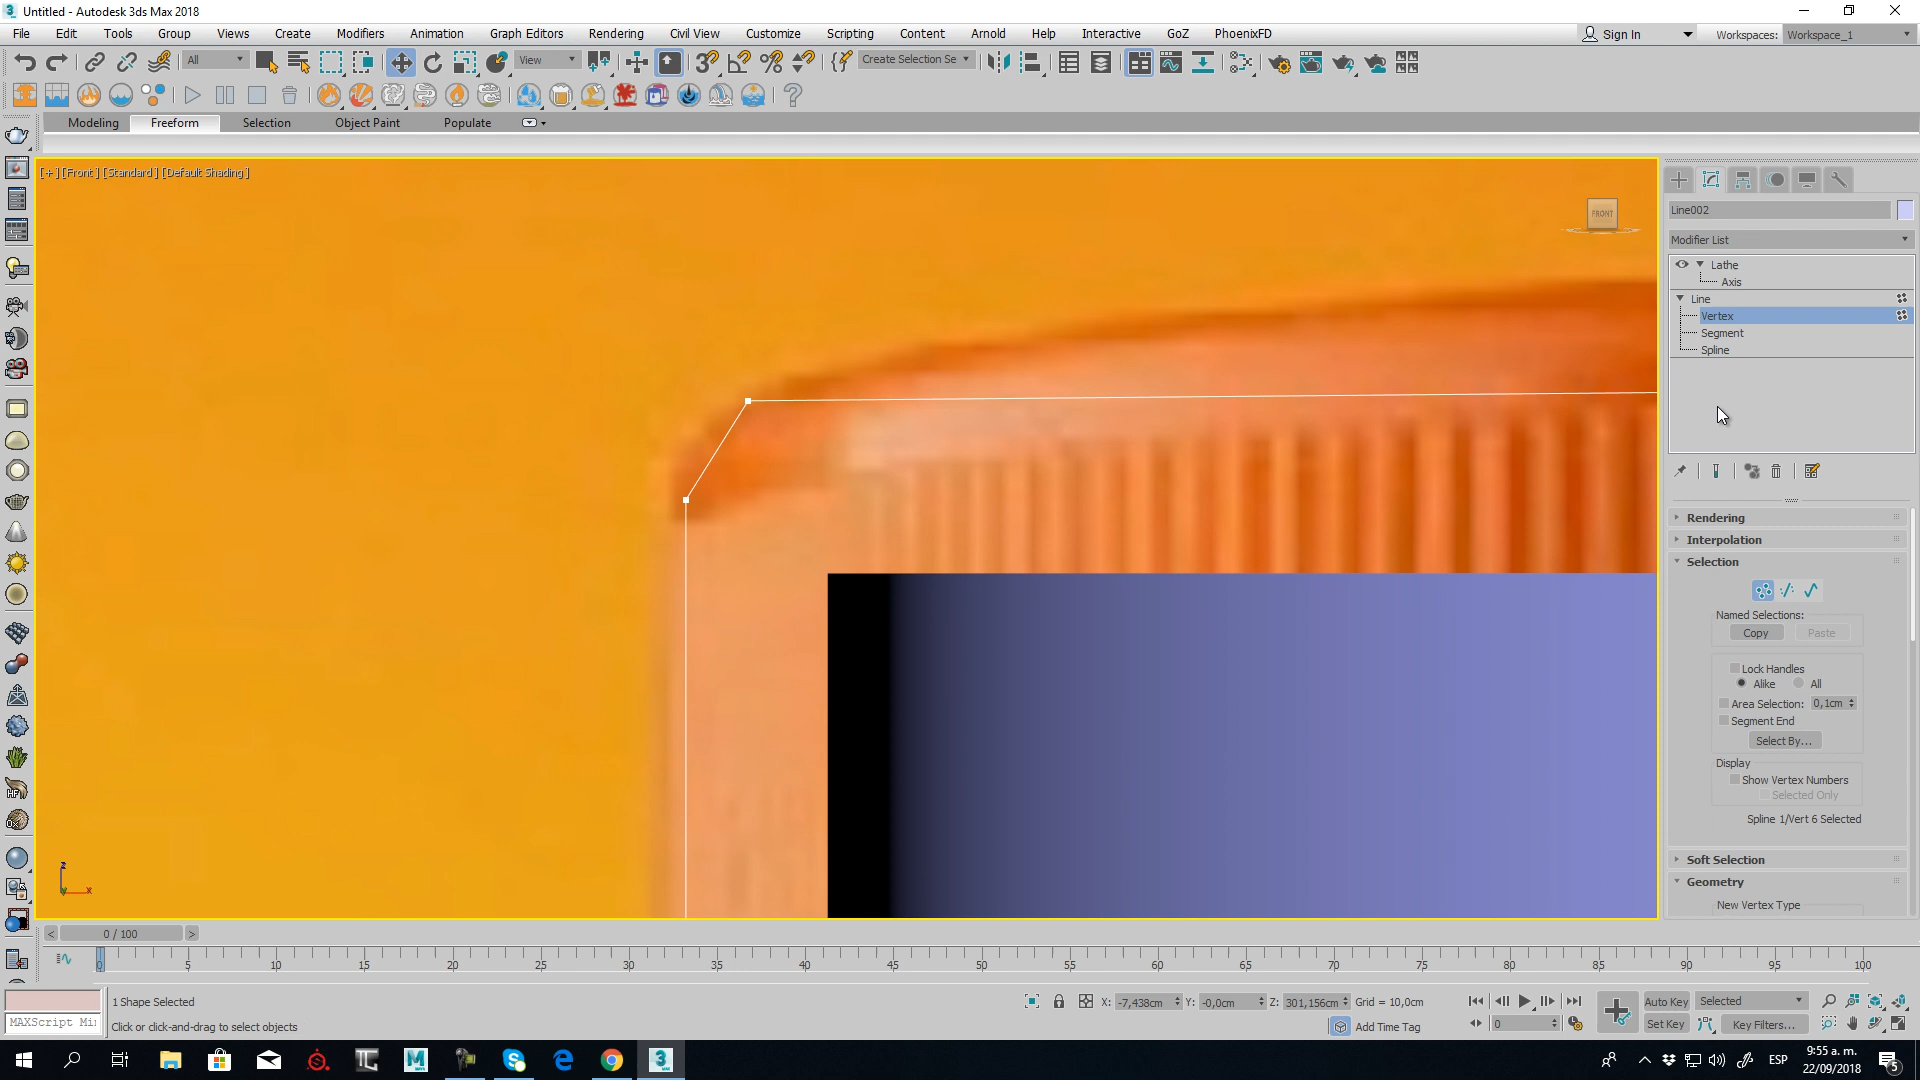 Untitled - Autodesk 3ds Max 2018
File Edit Tools Group Views Create Modifiers Animation Graph Editors Rendering Civil View Customize Scripting Content Arnold Help Interactive GoZ PhoenixFD
Sign In Workspaces: Workspace_1
All View Create Selection Se
Modeling Freeform Selection Object Paint Populate
[+] [Front] [Standard] [Default Shading]
FRONT
Line002
Modifier List
Lathe
Axis
Line
Vertex
Segment
Spline
Rendering
Interpolation
Selection
Named Selections:
Copy Paste
Lock Handles
Alike All
Area Selection: 0,1cm
Segment End
Select By...
Display
Show Vertex Numbers
Selected Only
Spline 1/Vert 6 Selected
Soft Selection
Geometry
New Vertex Type
z
x
< 0 / 100 >
0 5 10 15 20 25 30 35 40 45 50 55 60 65 70 75 80 85 90 95 100
1 Shape Selected
X: -7,438cm Y: -0,0cm Z: 301,156cm Grid = 10,0cm
Auto Key Selected
MAXScript Mi
Click or click-and-drag to select objects
Add Time Tag
0
Set Key Key Filters...
ESP
9:55 a. m.
22/09/2018
5